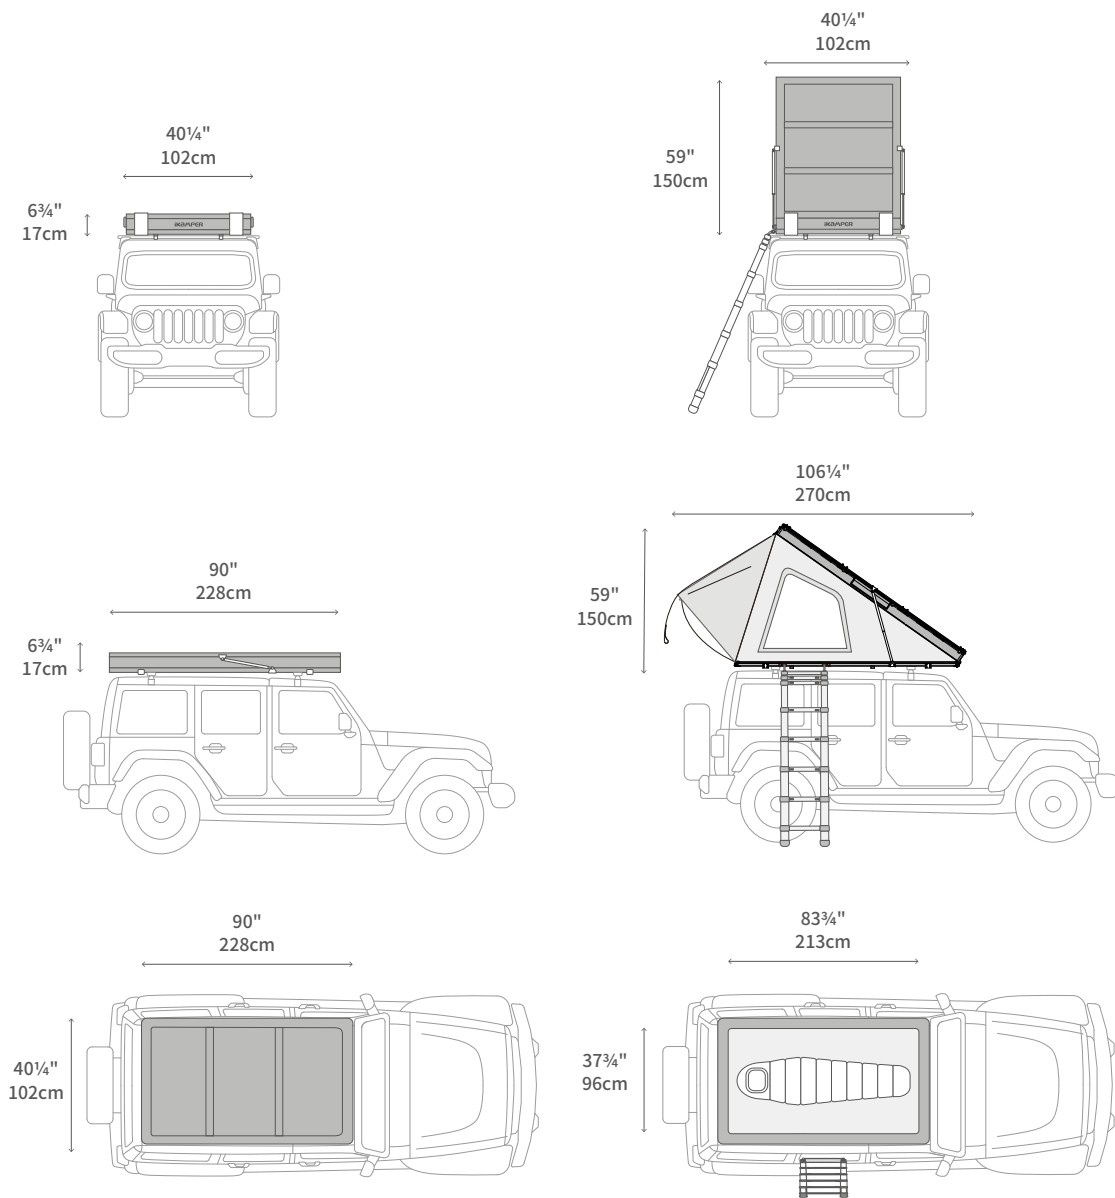 40¼"
102cm
40¼"
102cm
6¾"
17cm
iKAMPER
59"
150cm
iKAMPER
106¼"
270cm
90"
228cm
6¾"
17cm
59"
150cm
90"
228cm
83¾"
213cm
40¼"
102cm
37¾"
96cm